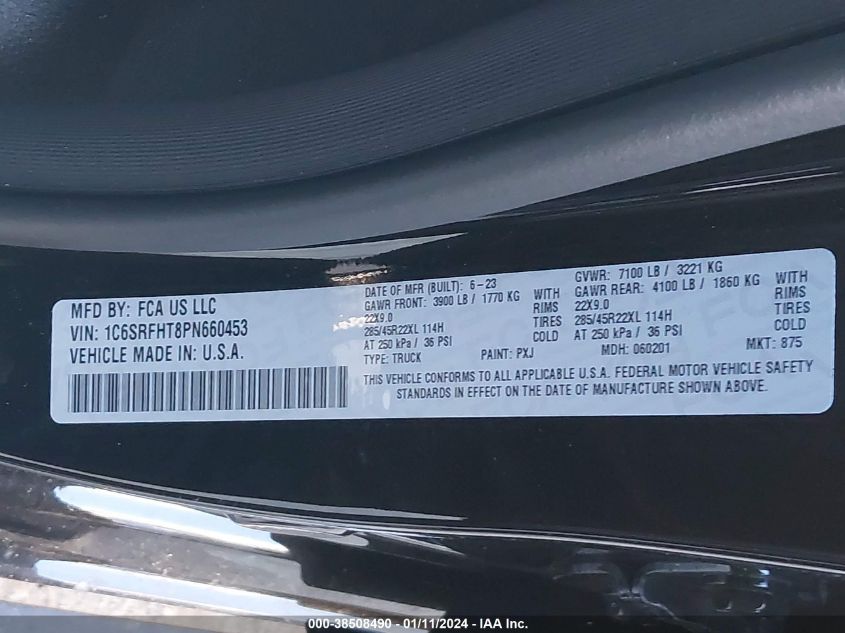 MFD BY: FCA US LLC
VIN: 1C6SRFHT8PN660453
VEHICLE MADE IN: U.S.A.
DATE OF MFR (BUILT): 6-23
GAWR FRONT: 3900 LB / 1770 KG WITH
22X9.0 RIMS
285/45R22XL 114H TIRES
AT 250 kPa / 36 PSI COLD
TYPE: TRUCK PAINT: PXJ
GVWR: 7100 LB / 3221 KG
GAWR REAR: 4100 LB / 1860 KG WITH
22X9.0 RIMS
285/45R22XL 114H TIRES
AT 250 kPa / 36 PSI COLD
MDH: 060201 MKT: 875
THIS VEHICLE CONFORMS TO ALL APPLICABLE U.S.A. FEDERAL MOTOR VEHICLE SAFETY
STANDARDS IN EFFECT ON THE DATE OF MANUFACTURE SHOWN ABOVE.
000-38508490 - 01/11/2024 - IAA Inc.